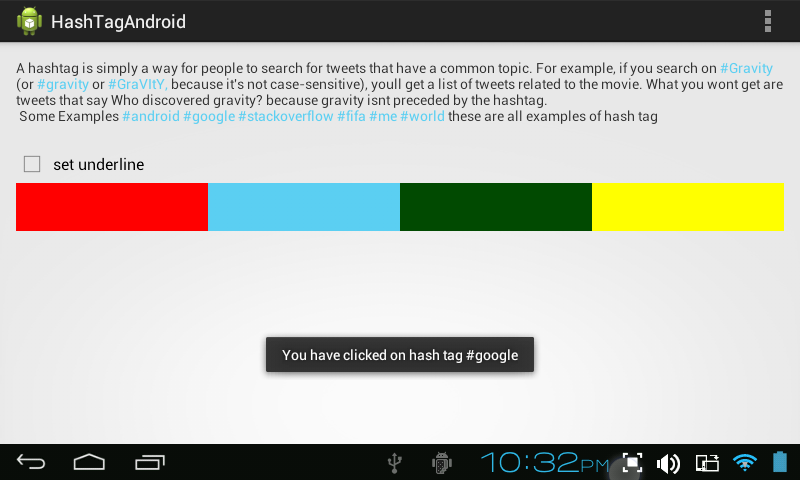 HashTagAndroid
A hashtag is simply a way for people to search for tweets that have a common topic. For example, if you search on #Gravity
(or #gravity or #GraVItY, because it's not case-sensitive), youll get a list of tweets related to the movie. What you wont get are
tweets that say Who discovered gravity? because gravity isnt preceded by the hashtag.
Some Examples #android #google #stackoverflow #fifa #me #world these are all examples of hash tag
set underline
You have clicked on hash tag #google
10:32PM